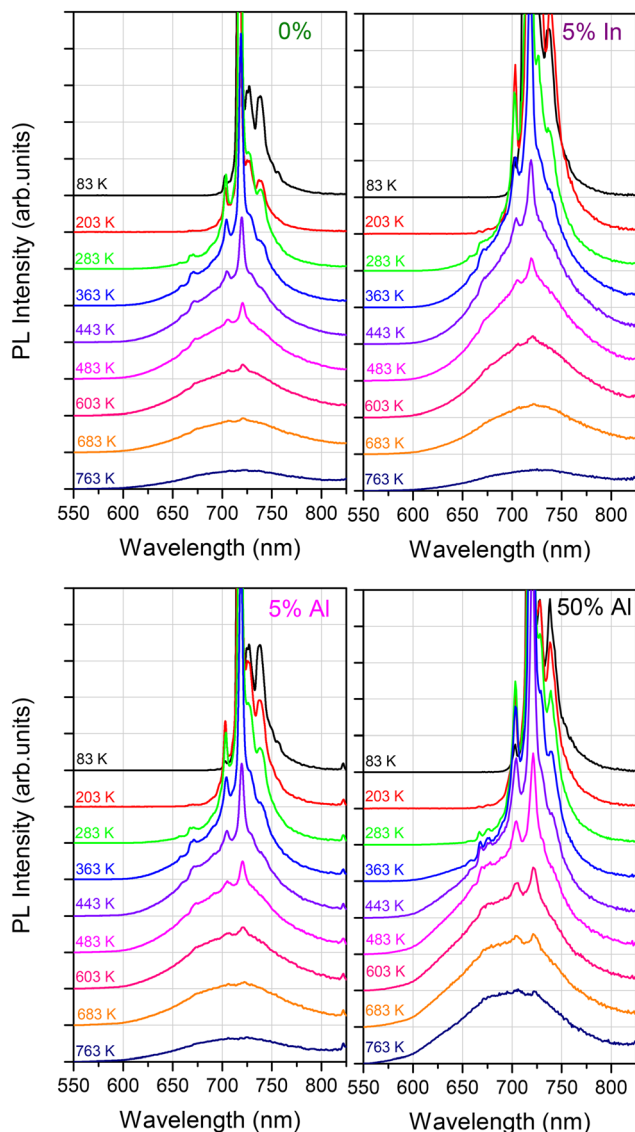 0%
83 K
203 K
283 K
363 K
443 K
483 K
603 K
683 K
763 K
550 600 650 700 750 800
Wavelength (nm)
PL Intensity (arb.units)
5% In
83 K
203 K
283 K
363 K
443 K
483 K
603 K
683 K
763 K
550 600 650 700 750 800
Wavelength (nm)
5% Al
83 K
203 K
283 K
363 K
443 K
483 K
603 K
683 K
763 K
550 600 650 700 750 800
Wavelength (nm)
PL Intensity (arb.units)
50% Al
83 K
203 K
283 K
363 K
443 K
483 K
603 K
683 K
763 K
550 600 650 700 750 800
Wavelength (nm)